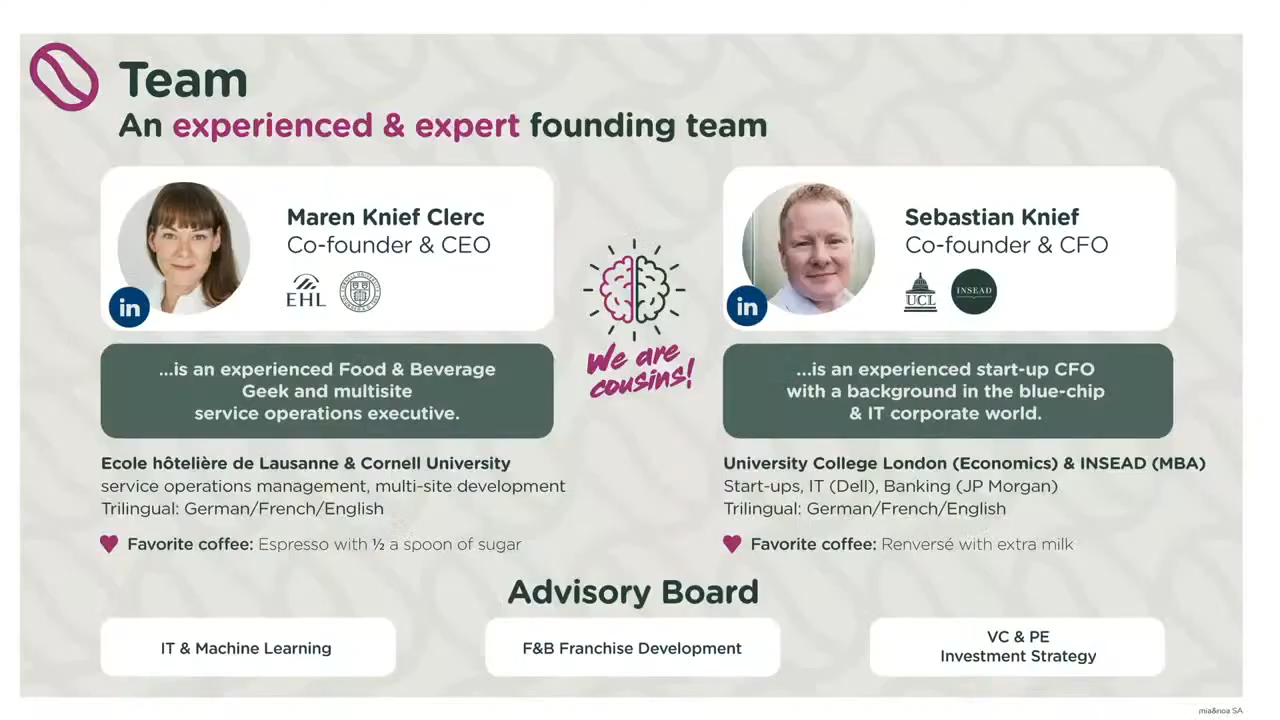 Team
An experienced & expert founding team
Maren Knief Clerc
Co-founder & CEO
EHL
in
Sebastian Knief
Co-founder & CFO
UCL
INSEAD
in
We are
cousins!
...is an experienced Food & Beverage
Geek and multisite
service operations executive.
...is an experienced start-up CFO
with a background in the blue-chip
& IT corporate world.
Ecole hôtelière de Lausanne & Cornell University
service operations management, multi-site development
Trilingual: German/French/English
Favorite coffee: Espresso with ½ a spoon of sugar
University College London (Economics) & INSEAD (MBA)
Start-ups, IT (Dell), Banking (JP Morgan)
Trilingual: German/French/English
Favorite coffee: Renversé with extra milk
Advisory Board
IT & Machine Learning
F&B Franchise Development
VC & PE
Investment Strategy
mia&noa SA